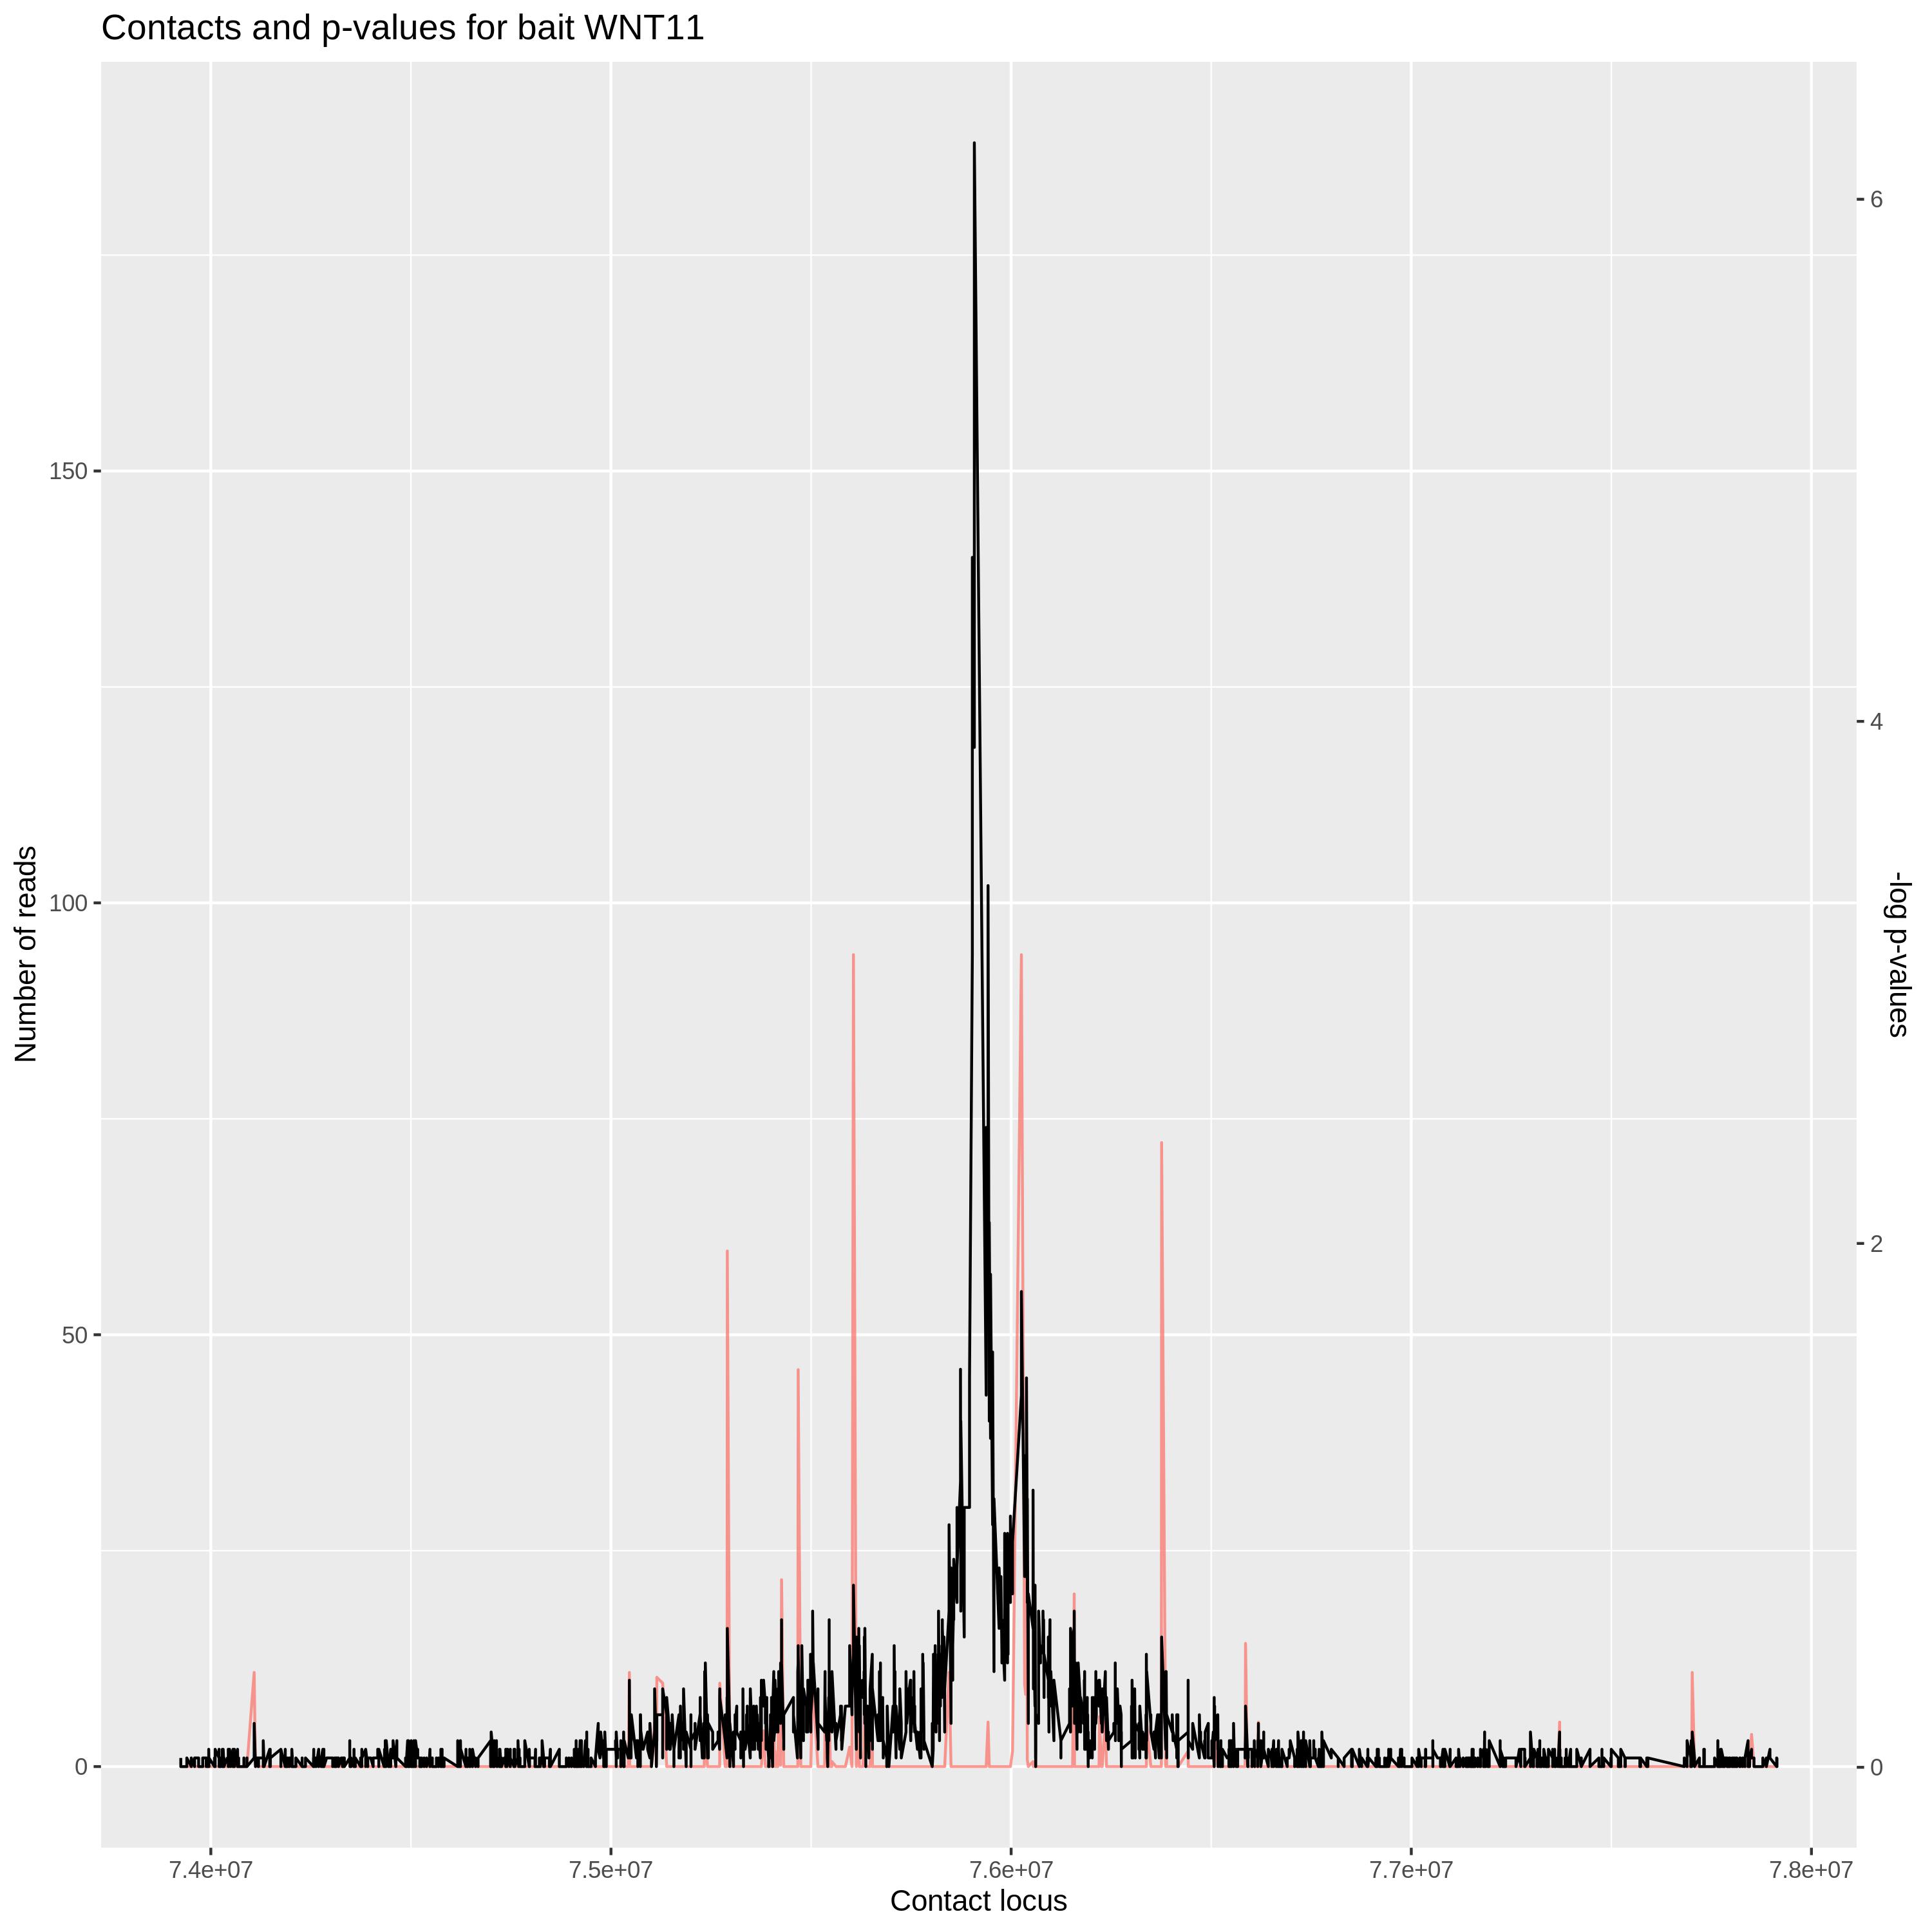 Contacts and p-values for bait WNT11
Number of reads
150
100
50
0
6
4
2
0
-log p-values
7.4e+07
7.5e+07
7.6e+07
7.7e+07
7.8e+07
Contact locus